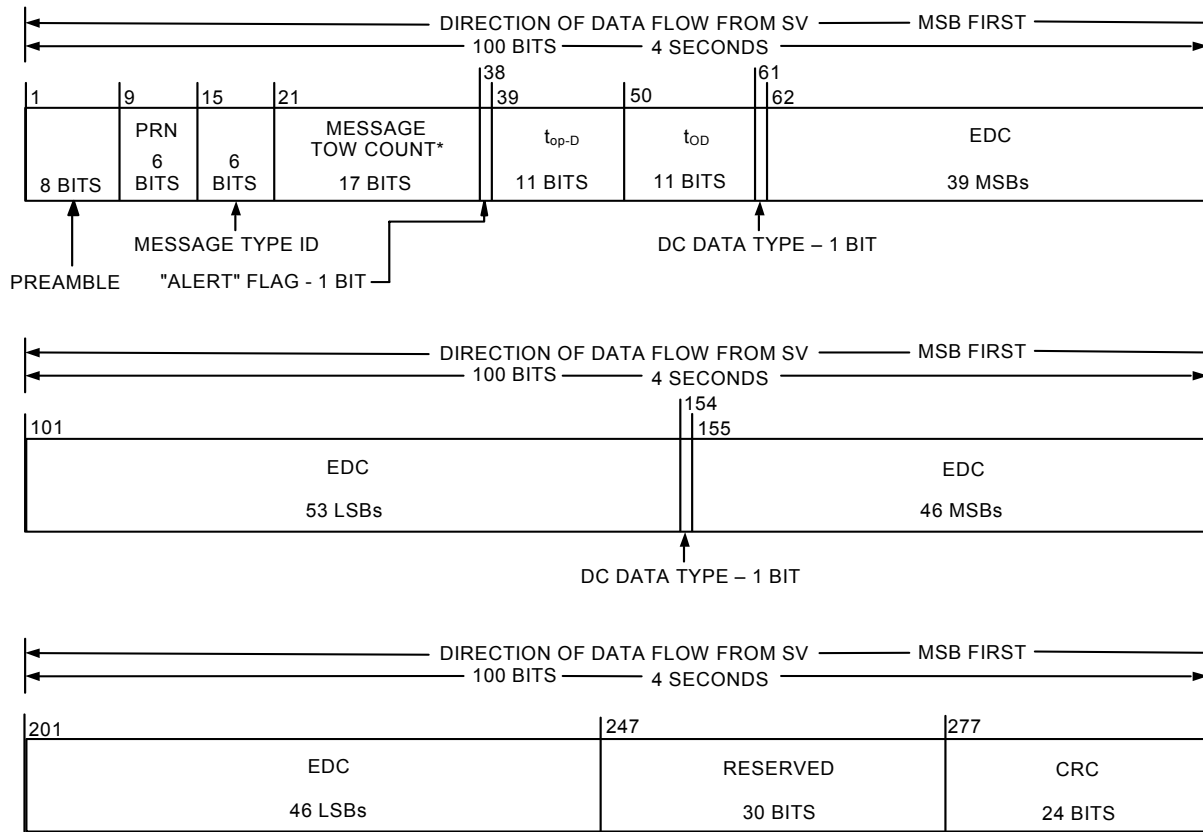 DIRECTION OF DATA FLOW FROM SV MSB FIRST
100 BITS 4 SECONDS
38 61
1 9 15 21 39 50 62
PRN MESSAGE t_op-D t_OD EDC
TOW COUNT*
6 6
8 BITS BITS BITS 17 BITS 11 BITS 11 BITS 39 MSBs
MESSAGE TYPE ID DC DATA TYPE – 1 BIT
PREAMBLE "ALERT" FLAG - 1 BIT
DIRECTION OF DATA FLOW FROM SV MSB FIRST
100 BITS 4 SECONDS
154
101 155
EDC EDC
53 LSBs 46 MSBs
DC DATA TYPE – 1 BIT
DIRECTION OF DATA FLOW FROM SV MSB FIRST
100 BITS 4 SECONDS
201 247 277
EDC RESERVED CRC
46 LSBs 30 BITS 24 BITS